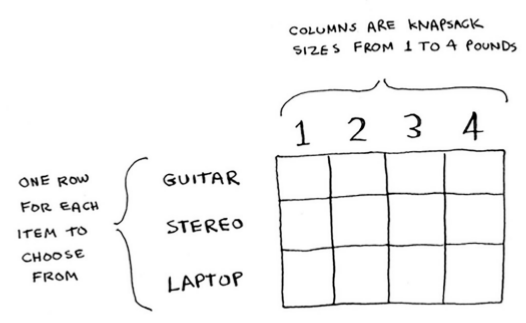 COLUMNS ARE KNAPSACK
SIZES FROM 1 TO 4 POUNDS
1 2 3 4
ONE ROW
FOR EACH
ITEM TO
CHOOSE
FROM
GUITAR
STEREO
LAPTOP